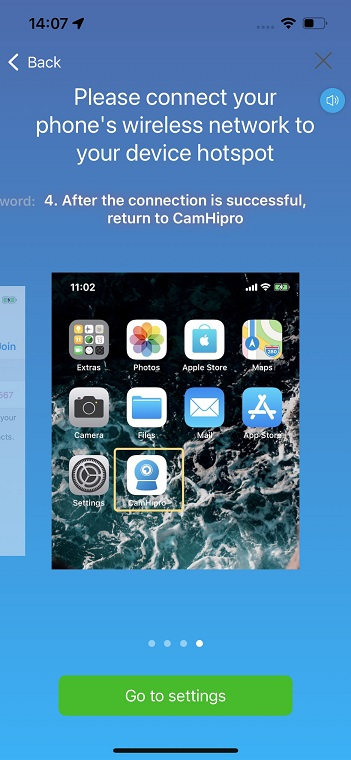 14:07
Back
Please connect your
phone's wireless network to
your device hotspot
word: 4. After the connection is successful,
return to CamHipro
11:02
Join
567
your
cts.
Extras
Photos
Apple Store
Maps
280
Camera
Files
Mail
App Store
Settings
CamHipro
Go to settings